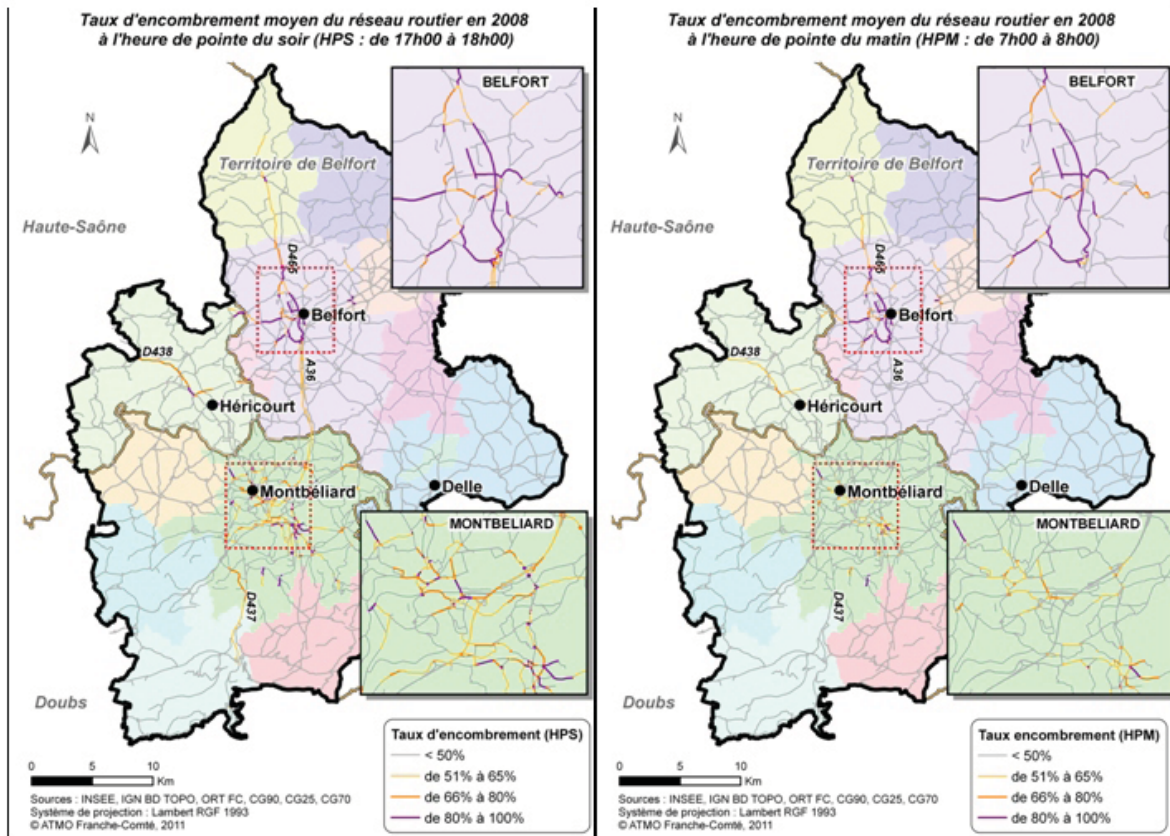 Taux d'encombrement moyen du réseau routier en 2008
à l'heure de pointe du soir (HPS : de 17h00 à 18h00)
BELFORT
N
Territoire de Belfort
Haute-Saône
D465
Belfort
D438
A36
Héricourt
Montbéliard
Delle
MONTBELIARD
D437
Doubs
Taux d'encombrement (HPS)
< 50%
de 51% à 65%
de 66% à 80%
de 80% à 100%
0 5 10
Km
Sources : INSEE, IGN BD TOPO, ORT FC, CG90, CG25, CG70
Système de projection : Lambert RGF 1993
© ATMO Franche-Comté, 2011
Taux d'encombrement moyen du réseau routier en 2008
à l'heure de pointe du matin (HPM : de 7h00 à 8h00)
BELFORT
N
Territoire de Belfort
Haute-Saône
D465
Belfort
D438
A36
Héricourt
Montbéliard
Delle
MONTBELIARD
D437
Doubs
Taux encombrement (HPM)
< 50%
de 51% à 65%
de 66% à 80%
de 80% à 100%
0 5 10
Km
Sources : INSEE, IGN BD TOPO, ORT FC, CG90, CG25, CG70
Système de projection : Lambert RGF 1993
© ATMO Franche-Comté, 2011